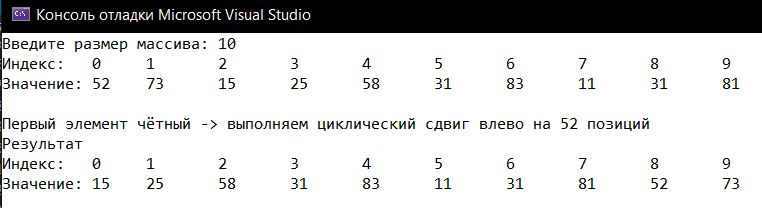 Консоль отладки Microsoft Visual Studio
Введите размер массива: 10
Индекс: 0 1 2 3 4 5 6 7 8 9
Значение: 52 73 15 25 58 31 83 11 31 81
Первый элемент чётный -> выполняем циклический сдвиг влево на 52 позиций
Результат
Индекс: 0 1 2 3 4 5 6 7 8 9
Значение: 15 25 58 31 83 11 31 81 52 73